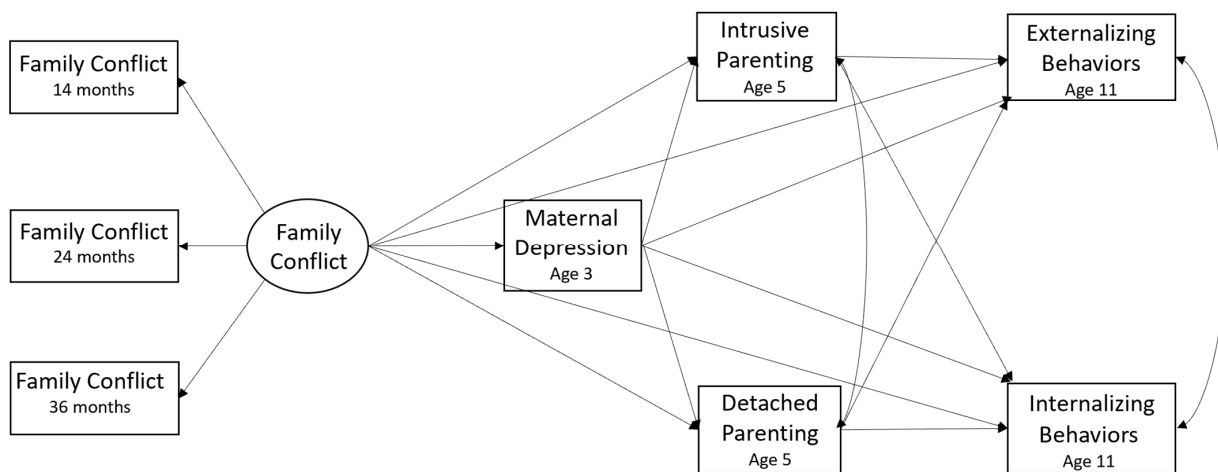 Family Conflict
14 months
Family Conflict
24 months
Family Conflict
36 months
Family
Conflict
Maternal
Depression
Age 3
Intrusive
Parenting
Age 5
Detached
Parenting
Age 5
Externalizing
Behaviors
Age 11
Internalizing
Behaviors
Age 11